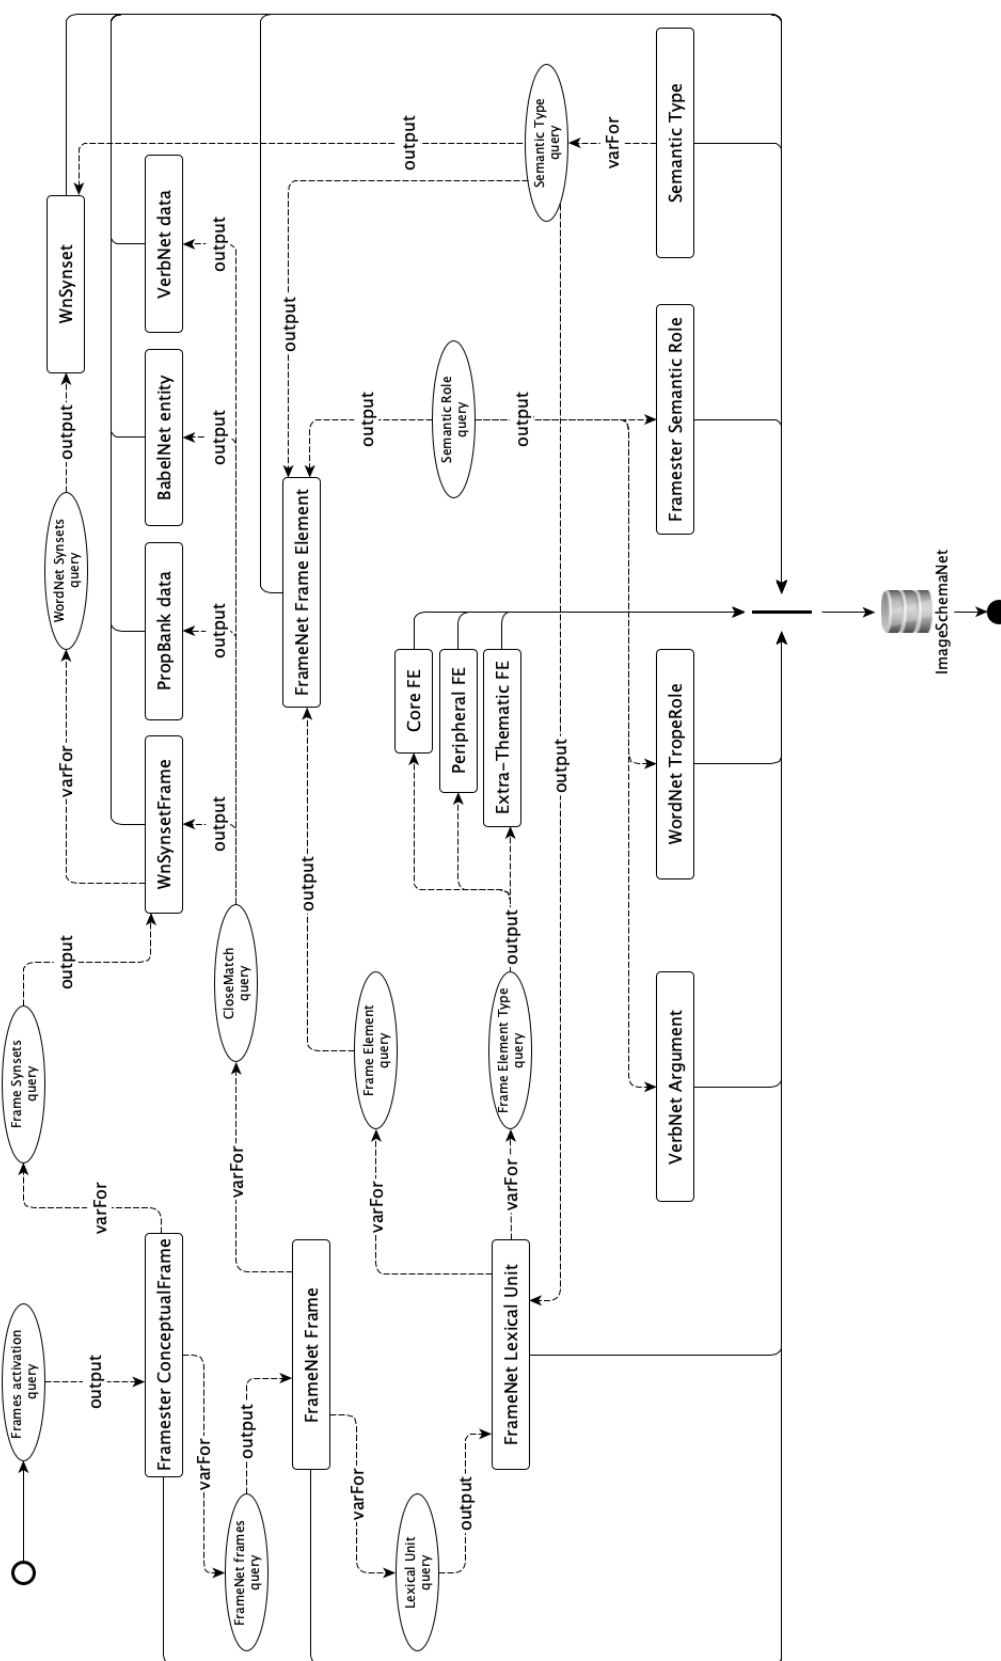 Frames activation
query
output
Framester ConceptualFrame
varFor
Frame Synsets
query
output
WnSynsetFrame
varFor
WordNet Synsets
query
output
WnSynset
varFor
FrameNet frames
query
output
FrameNet Frame
varFor
CloseMatch
query
output
output
output
output
PropBank data
BabelNet entity
VerbNet data
varFor
Lexical Unit
query
output
FrameNet Lexical Unit
varFor
Frame Element
query
output
FrameNet Frame Element
varFor
Frame Element Type
query
output
Core FE
Peripheral FE
Extra-Thematic FE
Semantic Role
query
output
output
VerbNet Argument
WordNet TropeRole
Framester Semantic Role
Semantic Type
varFor
Semantic Type
query
output
output
output
ImageSchemaNet